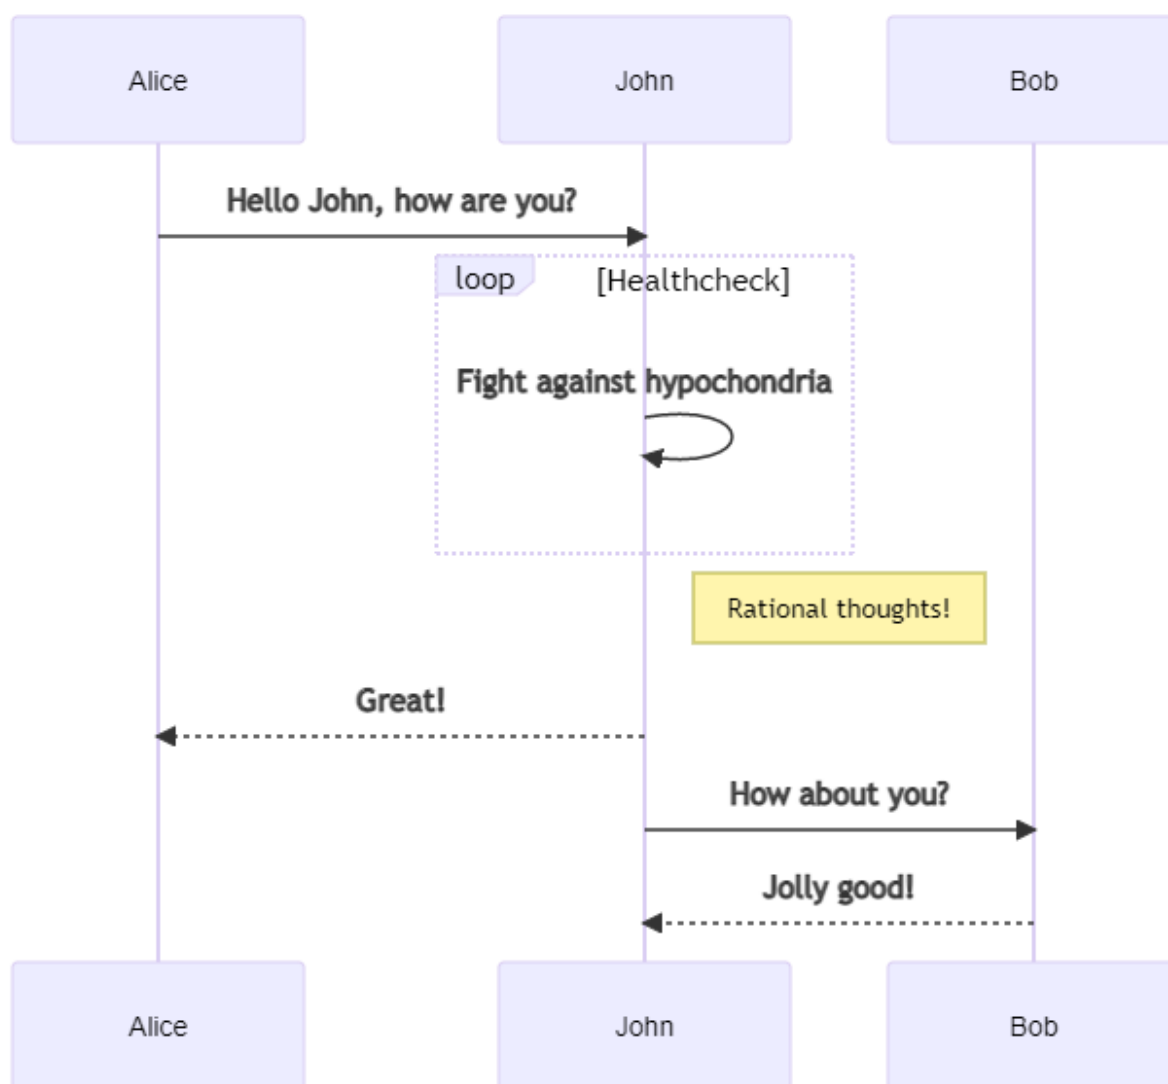 Alice
John
Bob
Hello John, how are you?
loop
[Healthcheck]
Fight against hypochondria
Rational thoughts!
Great!
How about you?
Jolly good!
Alice
John
Bob